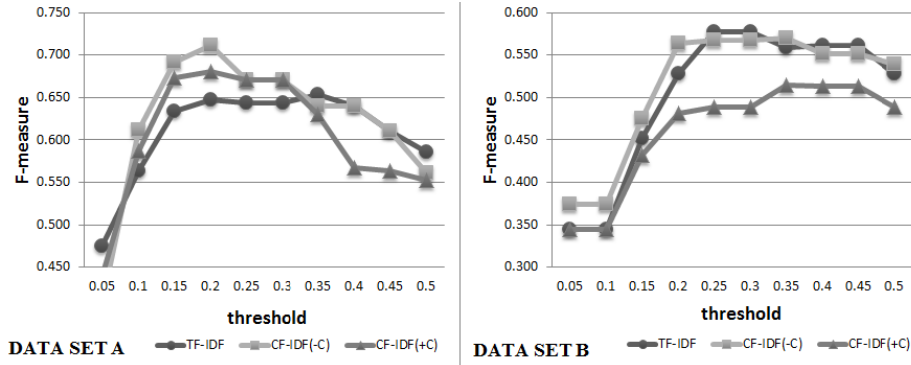 0.750
0.700
0.650
0.600
0.550
0.500
0.450
F-measure
0.05 0.1 0.15 0.2 0.25 0.3 0.35 0.4 0.45 0.5
threshold
DATA SET A
TF-IDF CF-IDF(-C) CF-IDF(+C)
0.600
0.550
0.500
0.450
0.400
0.350
0.300
F-measure
0.05 0.1 0.15 0.2 0.25 0.3 0.35 0.4 0.45 0.5
threshold
DATA SET B
TF-IDF CF-IDF(-C) CF-IDF(+C)